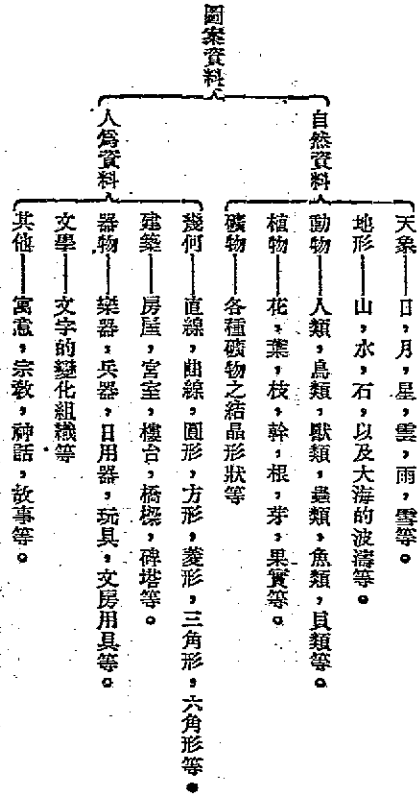 圖案資料
自然資料
天象——日，月，星，雲，雨，雪等。
地形——山，水，石，以及大海的波濤等。
動物——人類，鳥類，獸類，蟲類，魚類，貝類等。
植物——花，葉，枝，幹，根，芽，果實等。
礦物——各種礦物之結晶形狀等
人爲資料
幾何——直線，曲線，圓形，方形，菱形，三角形，六角形等。
建築——房屋，宮室，樓台，橋樑，碑塔等。
器物——樂器，兵器，日用器，玩具，文房用具等。
文學——文字的變化組織等
其他——寓意，宗教，神話，故事等。